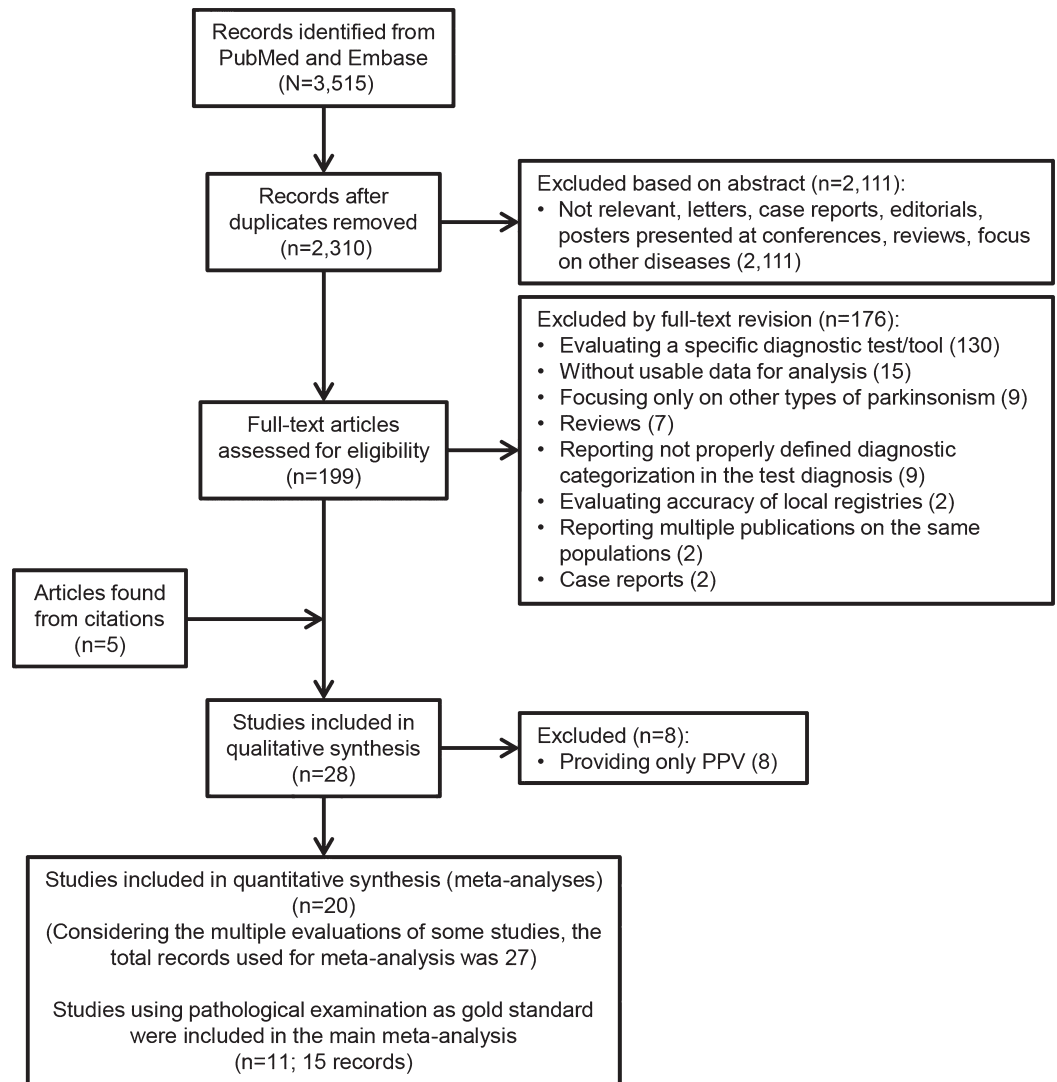 Records identified from
PubMed and Embase
(N=3,515)
Records after
duplicates removed
(n=2,310)
Excluded based on abstract (n=2,111):
• Not relevant, letters, case reports, editorials,
posters presented at conferences, reviews, focus
on other diseases (2,111)
Excluded by full-text revision (n=176):
• Evaluating a specific diagnostic test/tool (130)
• Without usable data for analysis (15)
• Focusing only on other types of parkinsonism (9)
• Reviews (7)
• Reporting not properly defined diagnostic
categorization in the test diagnosis (9)
• Evaluating accuracy of local registries (2)
• Reporting multiple publications on the same
populations (2)
• Case reports (2)
Full-text articles
assessed for eligibility
(n=199)
Articles found
from citations
(n=5)
Studies included in
qualitative synthesis
(n=28)
Excluded (n=8):
• Providing only PPV (8)
Studies included in quantitative synthesis (meta-analyses)
(n=20)
(Considering the multiple evaluations of some studies, the
total records used for meta-analysis was 27)
Studies using pathological examination as gold standard
were included in the main meta-analysis
(n=11; 15 records)